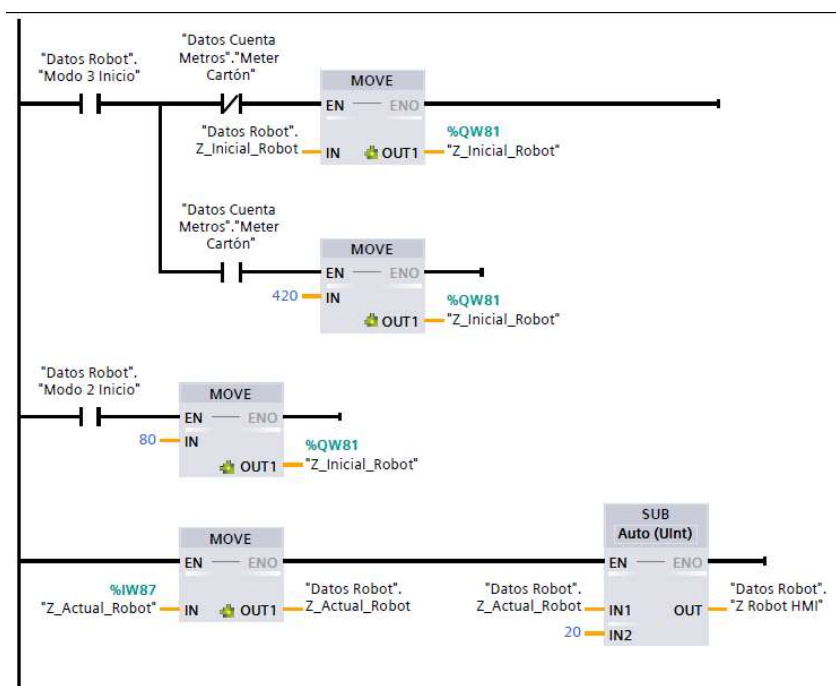 "Datos Robot".
"Modo 3 Inicio"
"Datos Cuenta
Metros"."Meter
Cartón"
MOVE
EN
ENO
"Datos Robot".
Z_Inicial_Robot
IN
OUT1
%QW81
"Z_Inicial_Robot"
"Datos Cuenta
Metros"."Meter
Cartón"
MOVE
EN
ENO
420
IN
OUT1
%QW81
"Z_Inicial_Robot"
"Datos Robot".
"Modo 2 Inicio"
MOVE
EN
ENO
80
IN
OUT1
%QW81
"Z_Inicial_Robot"
MOVE
EN
ENO
%IW87
"Z_Actual_Robot"
IN
OUT1
"Datos Robot".
Z_Actual_Robot
SUB
Auto (UInt)
EN
ENO
"Datos Robot".
Z_Actual_Robot
IN1
20
IN2
OUT
"Datos Robot".
"Z Robot HMI"